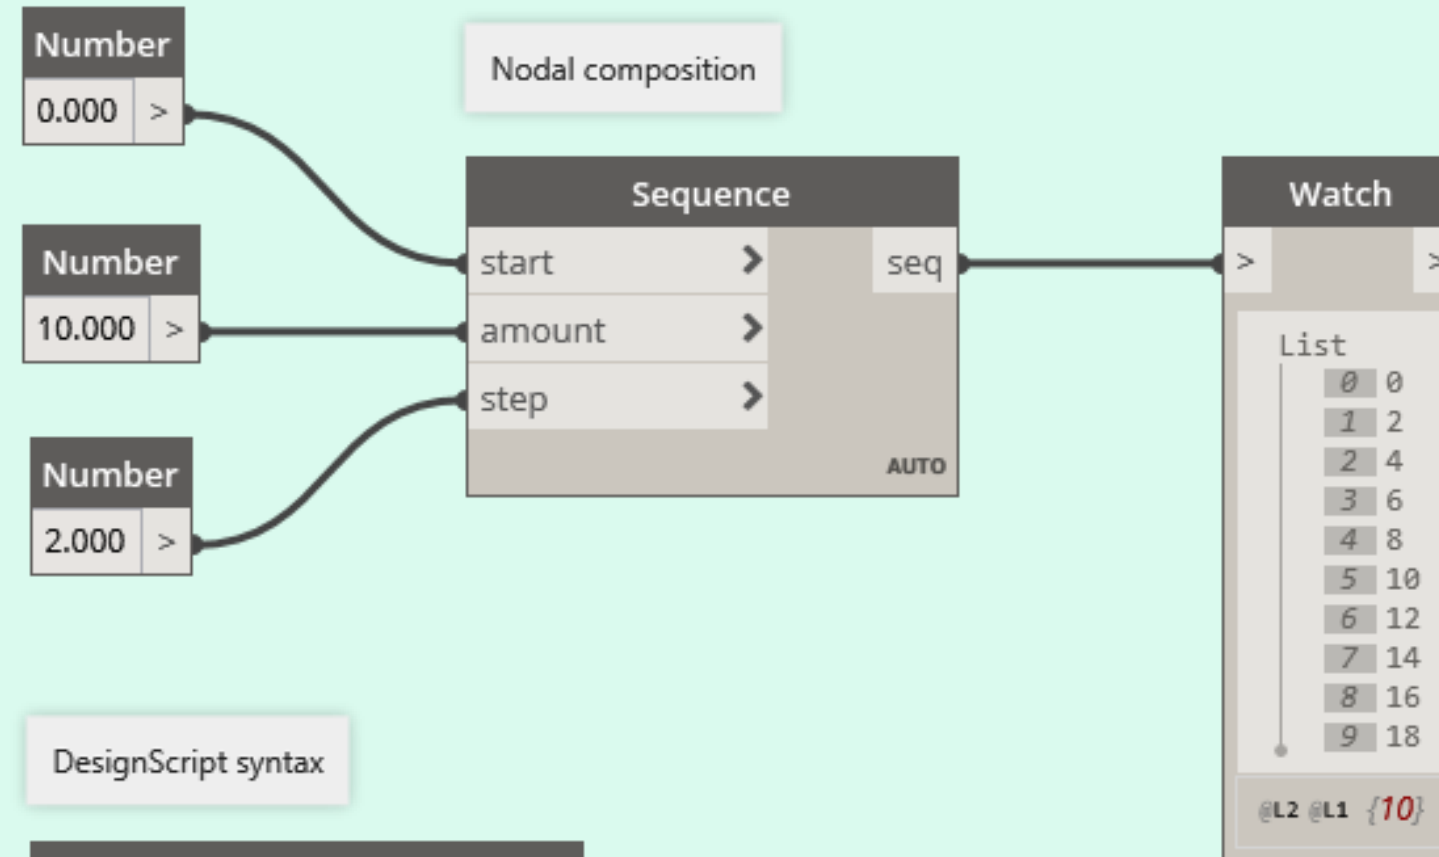 Number
0.000 >
Nodal composition
Number
10.000 >
Number
2.000 >
Sequence
start
seq
amount
step
AUTO
Watch
> >
List
0 0
1 2
2 4
3 6
4 8
5 10
6 12
7 14
8 16
9 18
@L2 @L1 {10}
DesignScript syntax